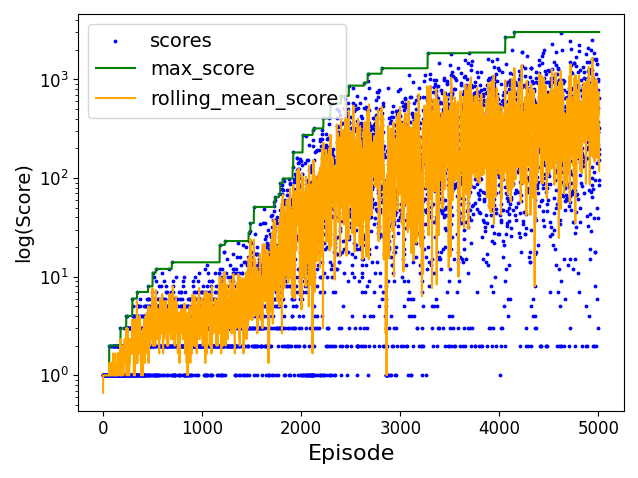 scores
max_score
rolling_mean_score
log(Score)
10³
10²
10¹
10⁰
0 1000 2000 3000 4000 5000
Episode